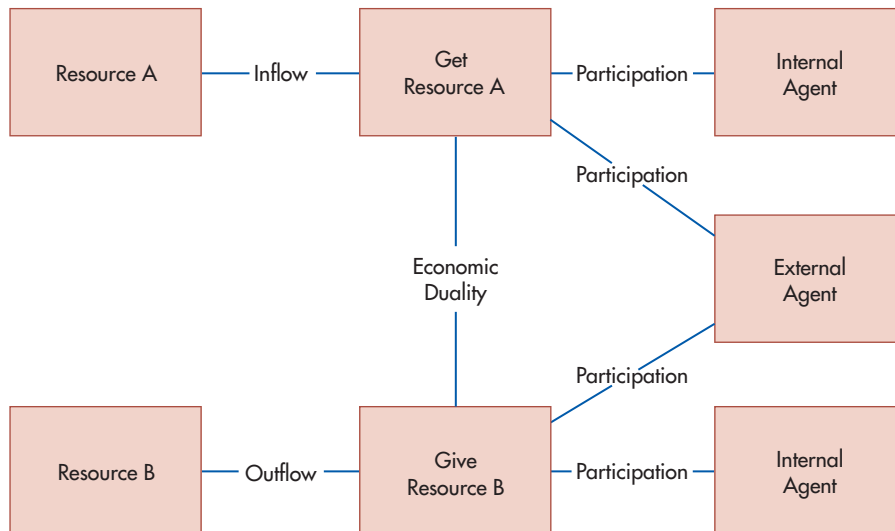 Resource A
Inflow
Get
Resource A
Participation
Internal
Agent
Participation
Economic
Duality
External
Agent
Participation
Resource B
Outflow
Give
Resource B
Participation
Internal
Agent